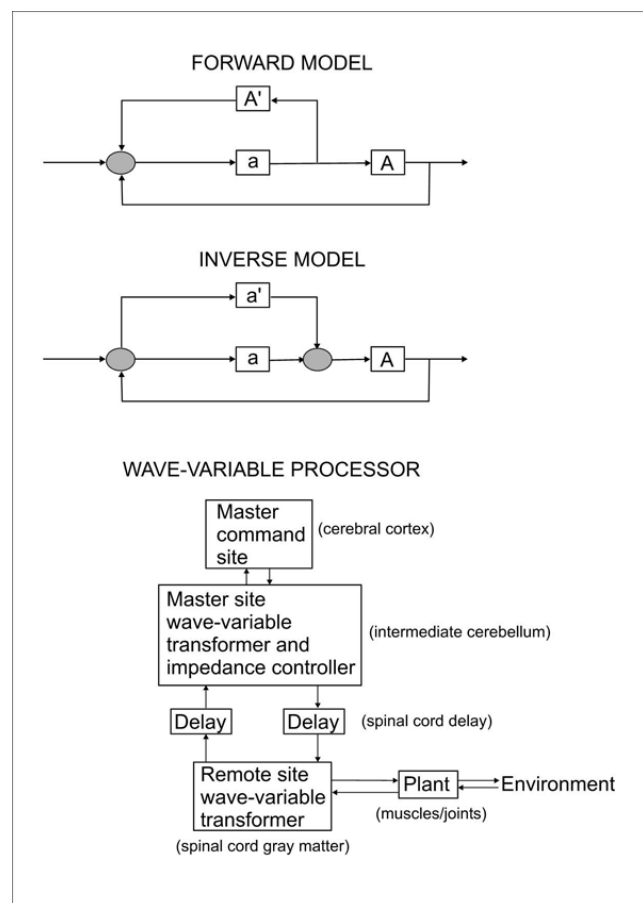 FORWARD MODEL
A'
a
A
INVERSE MODEL
a'
a
A
WAVE-VARIABLE PROCESSOR
Master
command
site
(cerebral cortex)
Master site
wave-variable
transformer and
impedance controller
(intermediate cerebellum)
Delay
Delay
(spinal cord delay)
Remote site
wave-variable
transformer
Plant
Environment
(muscles/joints)
(spinal cord gray matter)